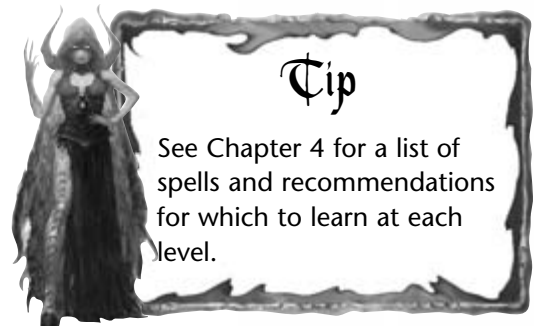 Tip
See Chapter 4 for a list of
spells and recommendations
for which to learn at each
level.